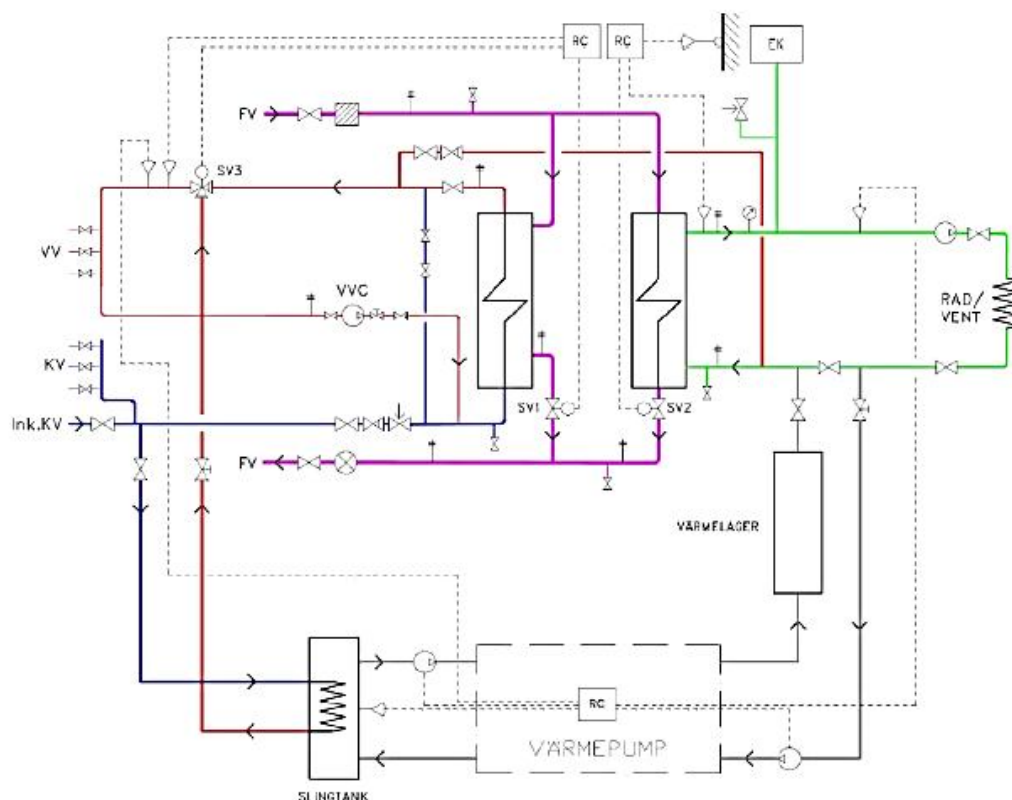 RC
RC
EK
FV
SV3
VV
VVC
RAD/
VENT
KV
SV1
SV2
Ink.KV
FV
VÄRMELAGER
RC
VÄRMEPUMP
SLINGTANK